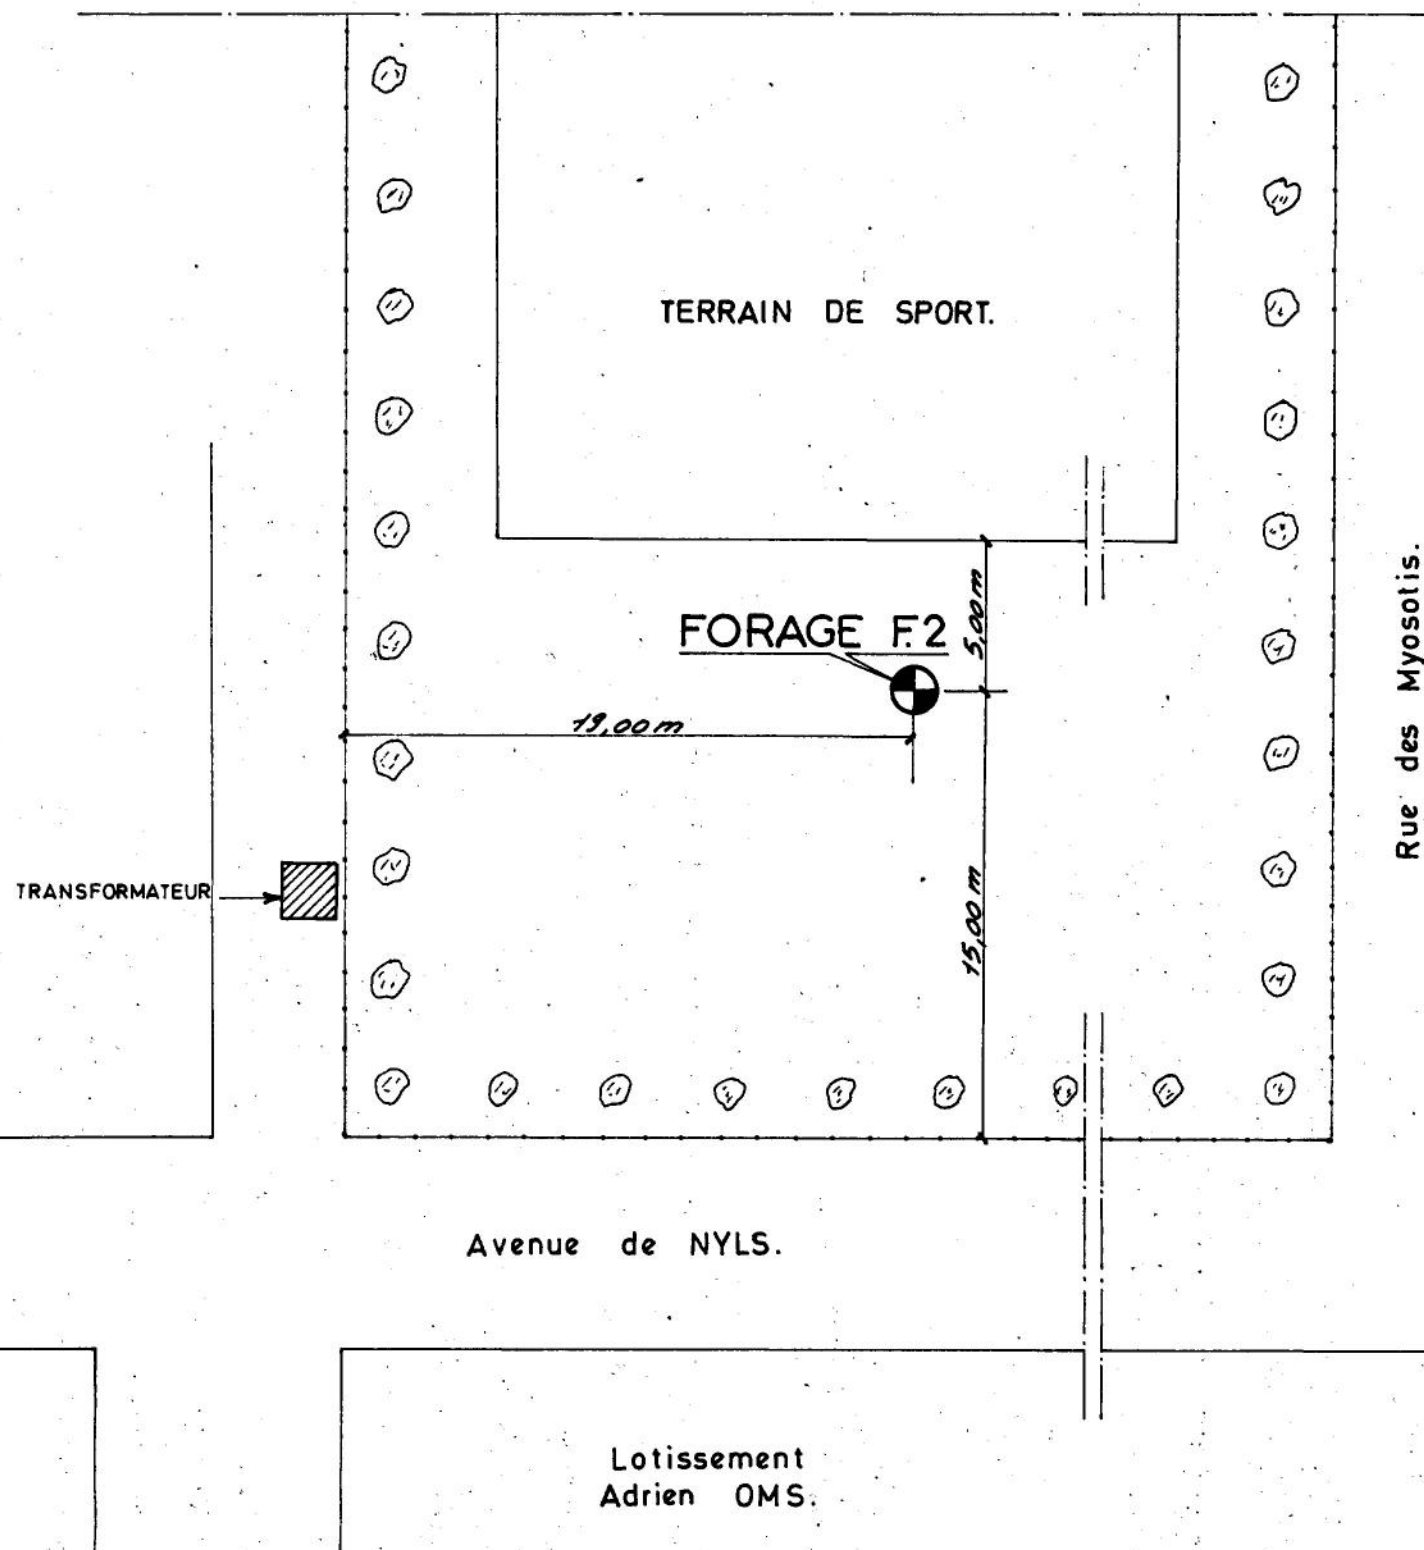 TERRAIN DE SPORT.
FORAGE F.2
5,00 m
19,00 m
15,00 m
TRANSFORMATEUR
Rue des Myosotis.
Avenue de NYLS.
Lotissement
Adrien OMS.